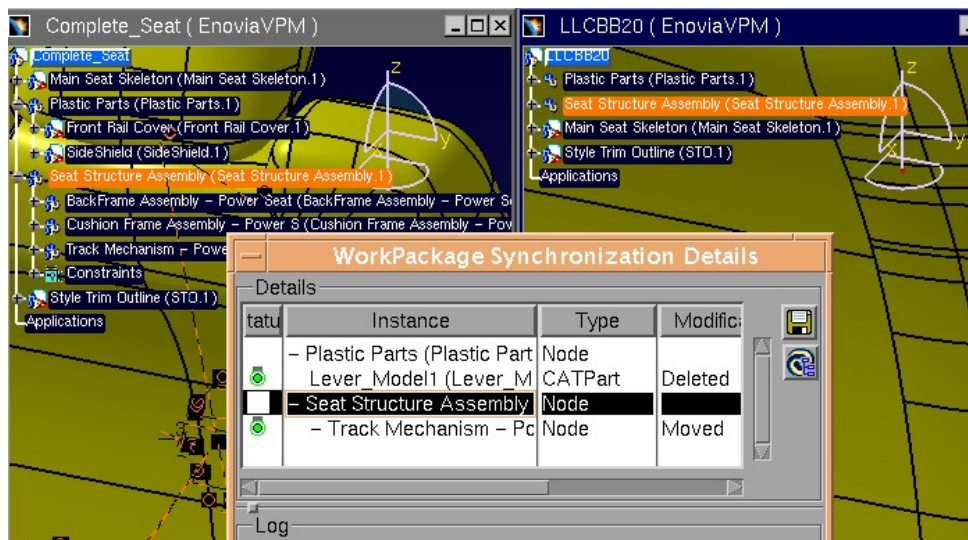 Complete_Seat ( EnoviaVPM )
Complete_Seat
Main Seat Skeleton (Main Seat Skeleton.1)
Plastic Parts (Plastic Parts.1)
Front Rail Cover (Front Rail Cover.1)
SideShield (SideShield.1)
Seat Structure Assembly (Seat Structure Assembly.1)
BackFrame Assembly – Power Seat (BackFrame Assembly – Power Se
Cushion Frame Assembly – Power S (Cushion Frame Assembly – Pow
Track Mechanism – Powe
Constraints
Style Trim Outline (STO.1)
Applications
z
y
LLCBB20 ( EnoviaVPM )
LLCBB20
Plastic Parts (Plastic Parts.1)
Seat Structure Assembly (Seat Structure Assembly.1)
Main Seat Skeleton (Main Seat Skeleton.1)
Style Trim Outline (STO.1)
Applications
z
y
x
WorkPackage Synchronization Details
Details
tatu Instance Type Modifica
– Plastic Parts (Plastic Part Node
Lever_Model1 (Lever_M CATPart Deleted
– Seat Structure Assembly Node
– Track Mechanism – Po Node Moved
Log